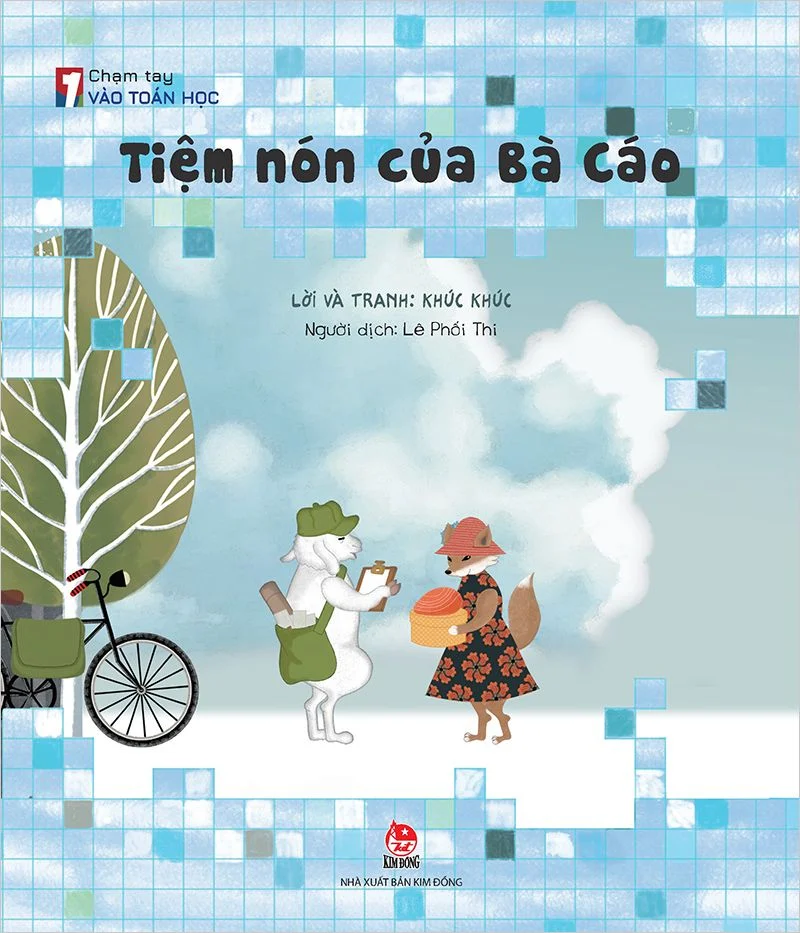 1 Chạm tay
VÀO TOÁN HỌC
Tiệm nón của Bà Cáo
LỜI VÀ TRANH: KHÚC KHÚC
Người dịch: Lê Phối Thi
KIM ĐỒNG
NHÀ XUẤT BẢN KIM ĐỒNG